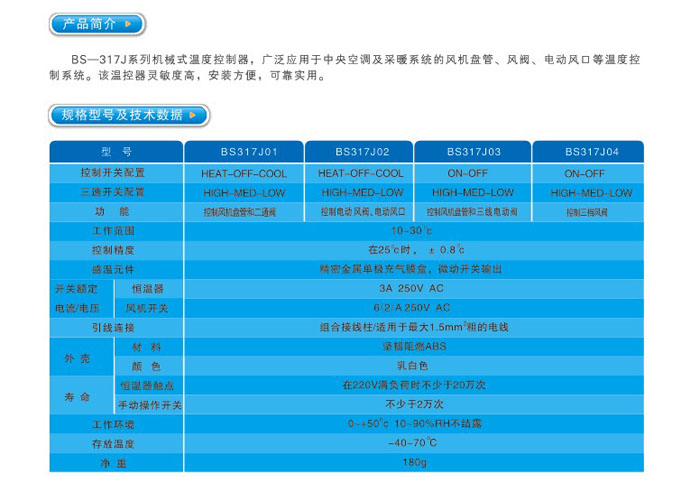 产品简介
BS—317J系列机械式温度控制器，广泛应用于中央空调及采暖系统的风机盘管、风阀、电动风口等温度控
制系统。该温控器灵敏度高，安装方便，可靠实用。
规格型号及技术数据
型 号 BS317J01 BS317J02 BS317J03 BS317J04
控制开关配置 HEAT-OFF-COOL HEAT-OFF-COOL ON-OFF ON-OFF
三速开关配置 HIGH-MED-LOW HIGH-MED-LOW HIGH-MED-LOW HIGH-MED-LOW
功 能 控制风机盘管和二通阀 控制电动风阀、电动风口 控制风机盘管和三线电动阀 控制三档风阀
工作范围 10-30℃
控制精度 在25℃时， ± 0.8℃
感温元件 精密金属单极充气膜盒，微动开关输出
开关额定 恒温器 3A 250V AC
电流/电压 风机开关 6(2)A 250V AC
引线连接 组合接线柱/适用于最大1.5mm²粗的电线
外 壳 材 料 坚韧阻燃ABS
颜 色 乳白色
寿 命 恒温器触点 在220V满负荷时不少于20万次
手动操作开关 不少于2万次
工作环境 0~+50℃ 10-90%RH不结露
存放温度 -40-70℃
净 重 180g